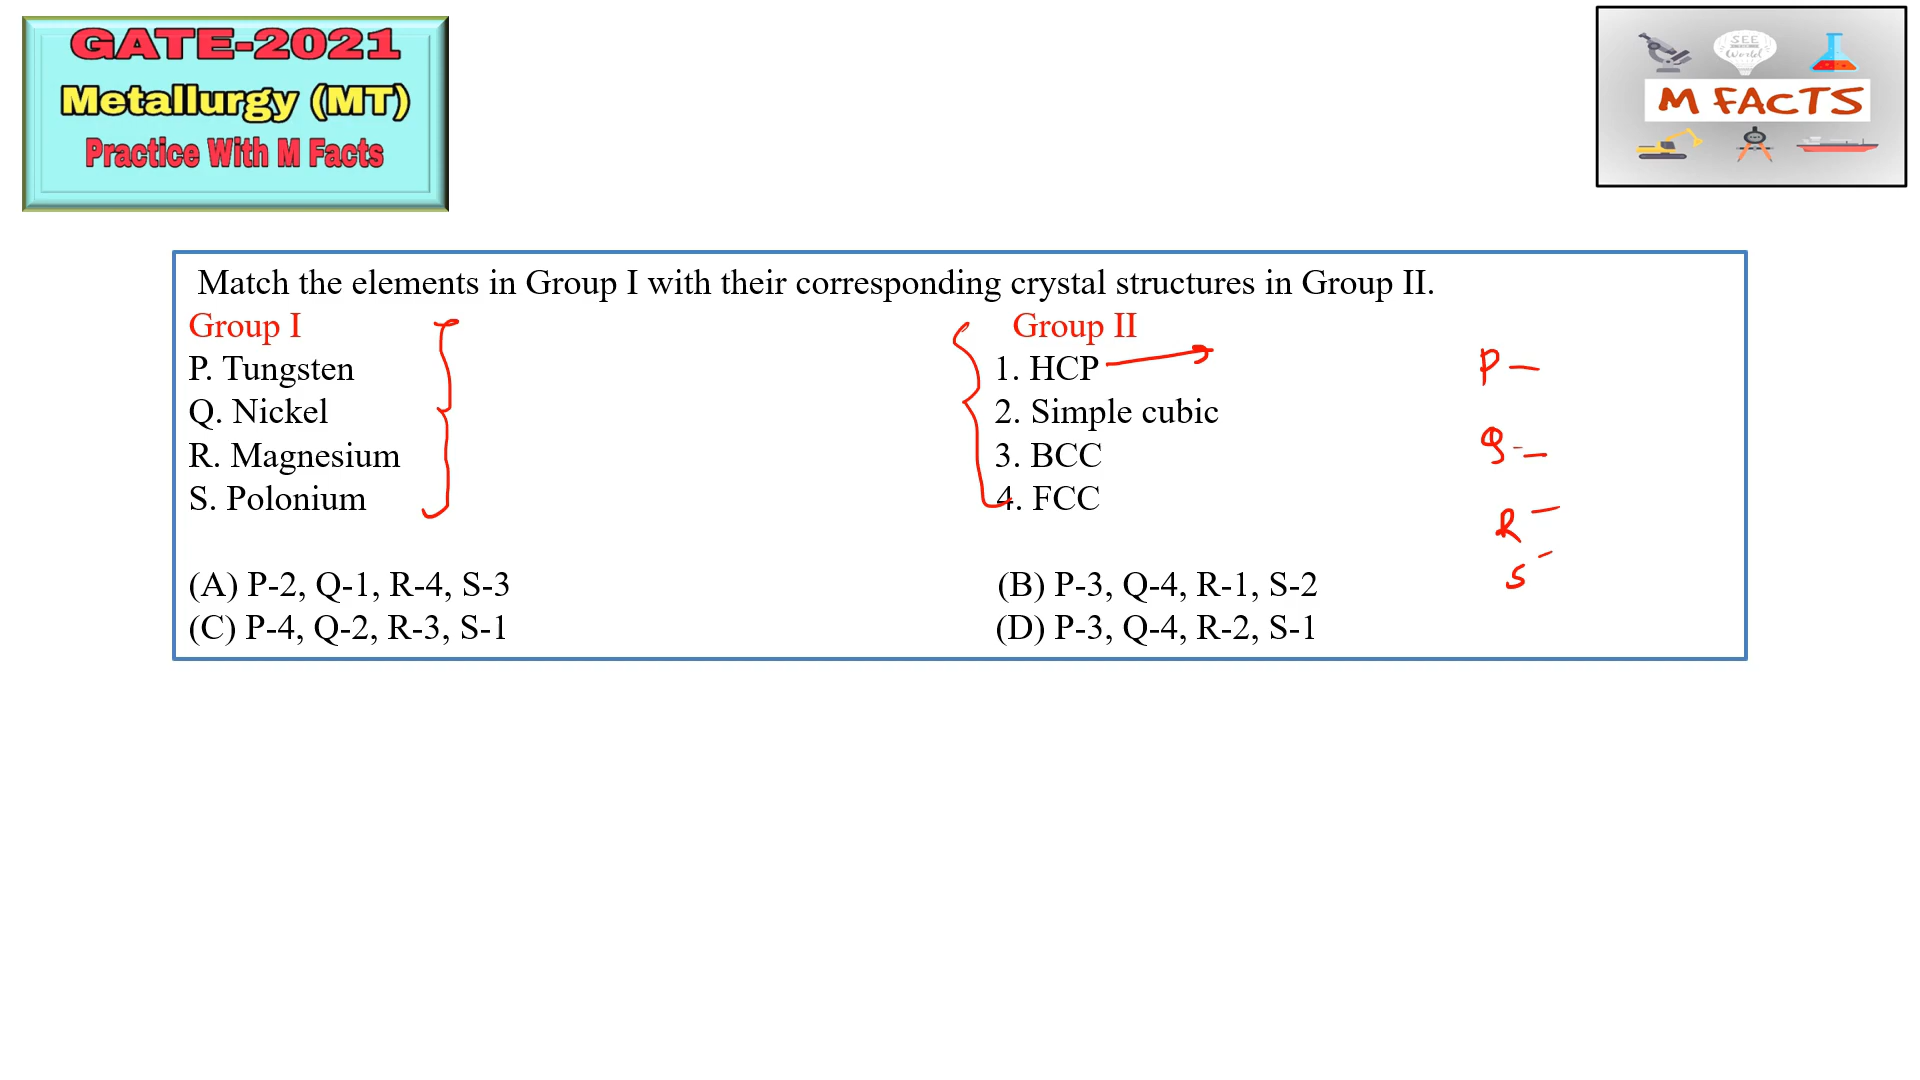 GATE-2021
Metallurgy (MT)
Practice With M Facts
SEE
World
M FACTS
Match the elements in Group I with their corresponding crystal structures in Group II.
Group I
Group II
P. Tungsten
1. HCP
Q. Nickel
2. Simple cubic
R. Magnesium
3. BCC
S. Polonium
4. FCC
(A) P-2, Q-1, R-4, S-3
(B) P-3, Q-4, R-1, S-2
(C) P-4, Q-2, R-3, S-1
(D) P-3, Q-4, R-2, S-1
P –
Q –
R –
S –